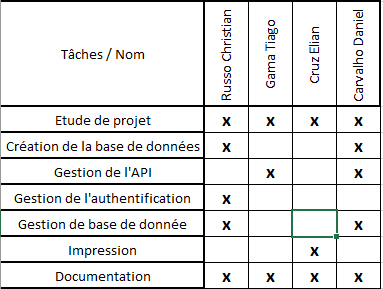 Tâches / Nom
Russo Christian
Gama Tiago
Cruz Elian
Carvalho Daniel
Etude de projet x x x x
Création de la base de données x x
Gestion de l'API x x
Gestion de l'authentification x
Gestion de base de donnée x x
Impression x
Documentation x x x x